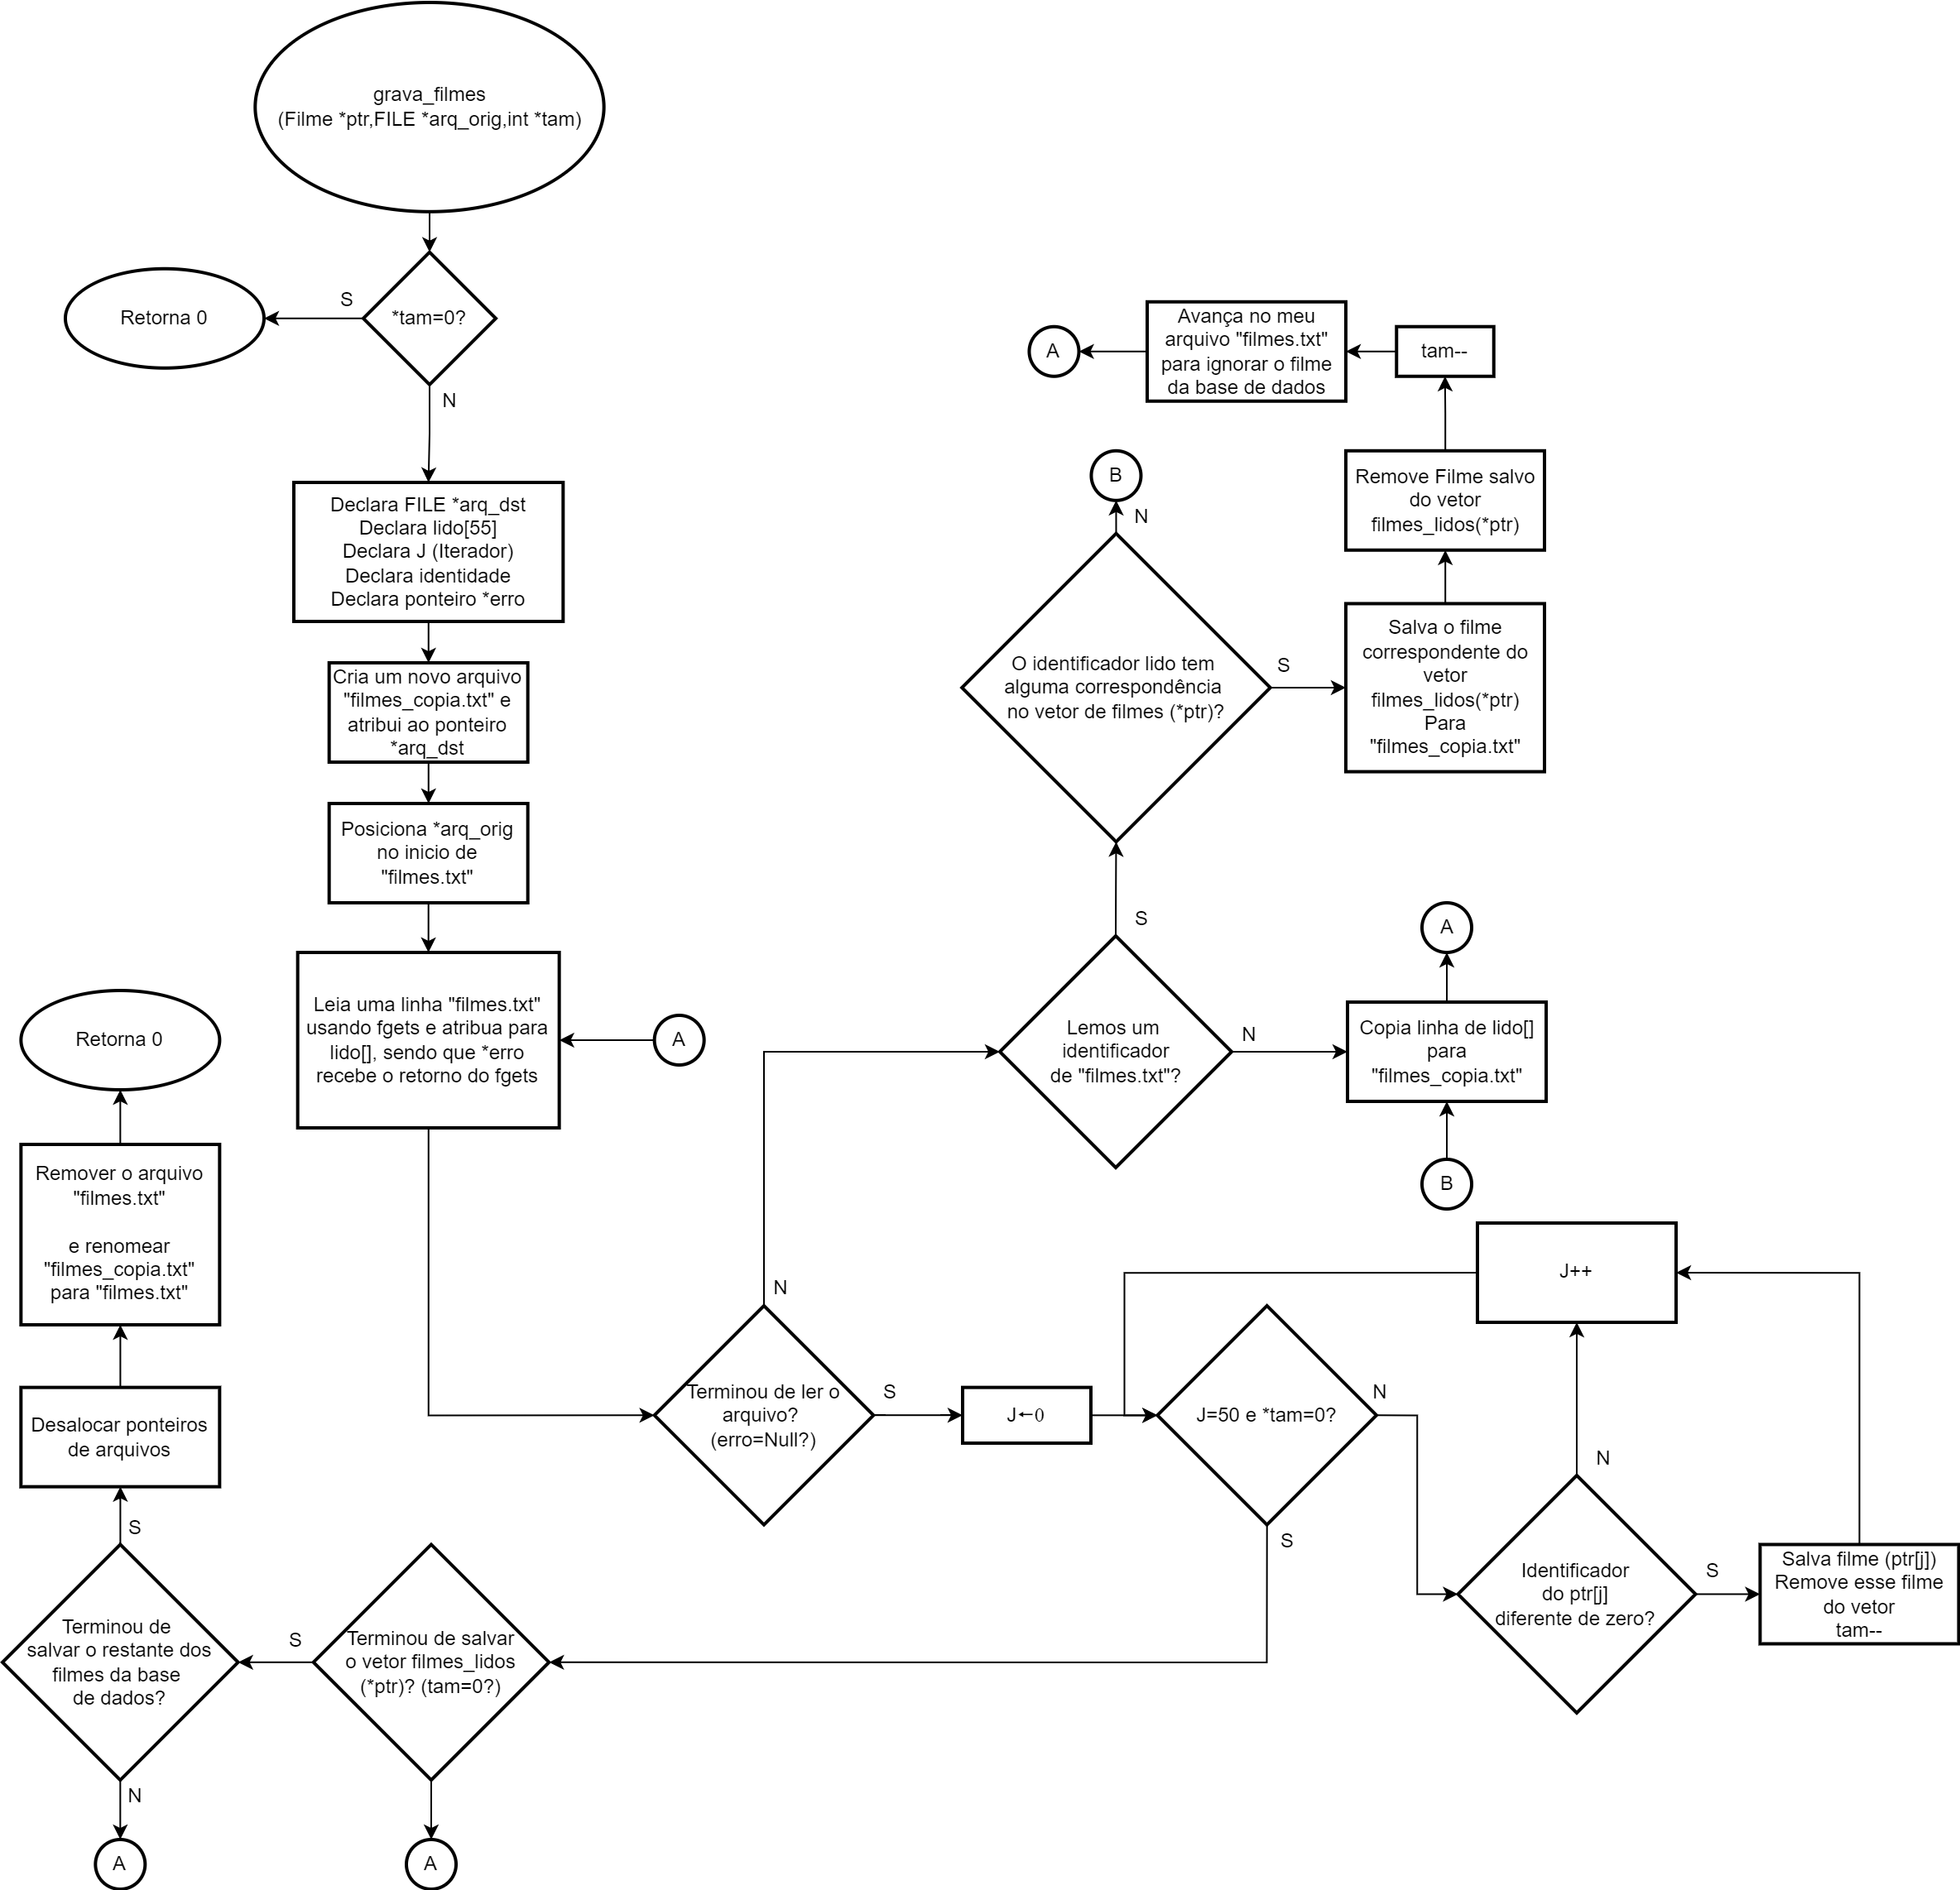 grava_filmes
(Filme *ptr,FILE *arq_orig,int *tam)
*tam=0?
S
Retorna 0
N
Declara FILE *arq_dst
Declara lido[55]
Declara J (Iterador)
Declara identidade
Declara ponteiro *erro
Cria um novo arquivo
"filmes_copia.txt" e
atribui ao ponteiro
*arq_dst
Posiciona *arq_orig
no inicio de
"filmes.txt"
Leia uma linha "filmes.txt"
usando fgets e atribua para
lido[], sendo que *erro
recebe o retorno do fgets
A
Terminou de ler o
arquivo?
(erro=Null?)
N
Lemos um
identificador
de "filmes.txt"?
N
Copia linha de lido[]
para
"filmes_copia.txt"
A
B
S
O identificador lido tem
alguma correspondência
no vetor de filmes (*ptr)?
N
B
S
Salva o filme
correspondente do
vetor
filmes_lidos(*ptr)
Para
"filmes_copia.txt"
Remove Filme salvo
do vetor
filmes_lidos(*ptr)
tam--
Avança no meu
arquivo "filmes.txt"
para ignorar o filme
da base de dados
A
S
J←0
J=50 e *tam=0?
N
Identificador
do ptr[j]
diferente de zero?
N
J++
S
Salva filme (ptr[j])
Remove esse filme
do vetor
tam--
S
Terminou de salvar
o vetor filmes_lidos
(*ptr)? (tam=0?)
A
S
Terminou de
salvar o restante dos
filmes da base
de dados?
N
A
S
Desalocar ponteiros
de arquivos
Remover o arquivo
"filmes.txt"
e renomear
"filmes_copia.txt"
para "filmes.txt"
Retorna 0